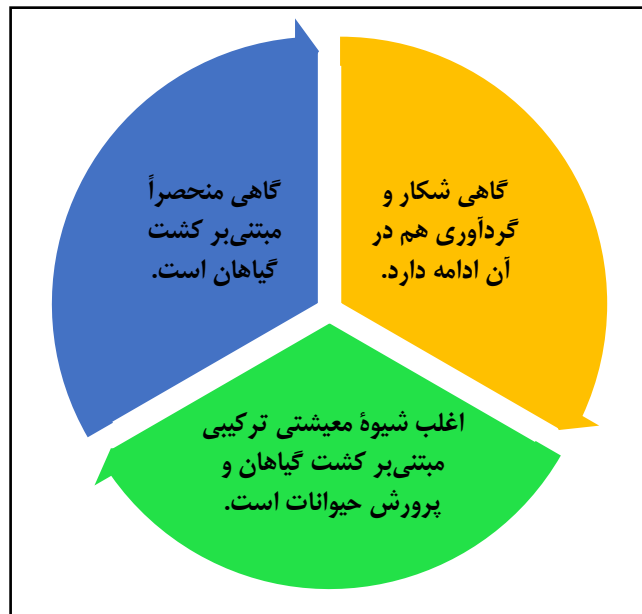 گاهی شکار و
گردآوری هم در
آن ادامه دارد.
اغلب شیوهٔ معیشتی ترکیبی
مبتنی‌بر کشت گیاهان و
پرورش حیوانات است.
گاهی منحصراً
مبتنی‌بر کشت
گیاهان است.